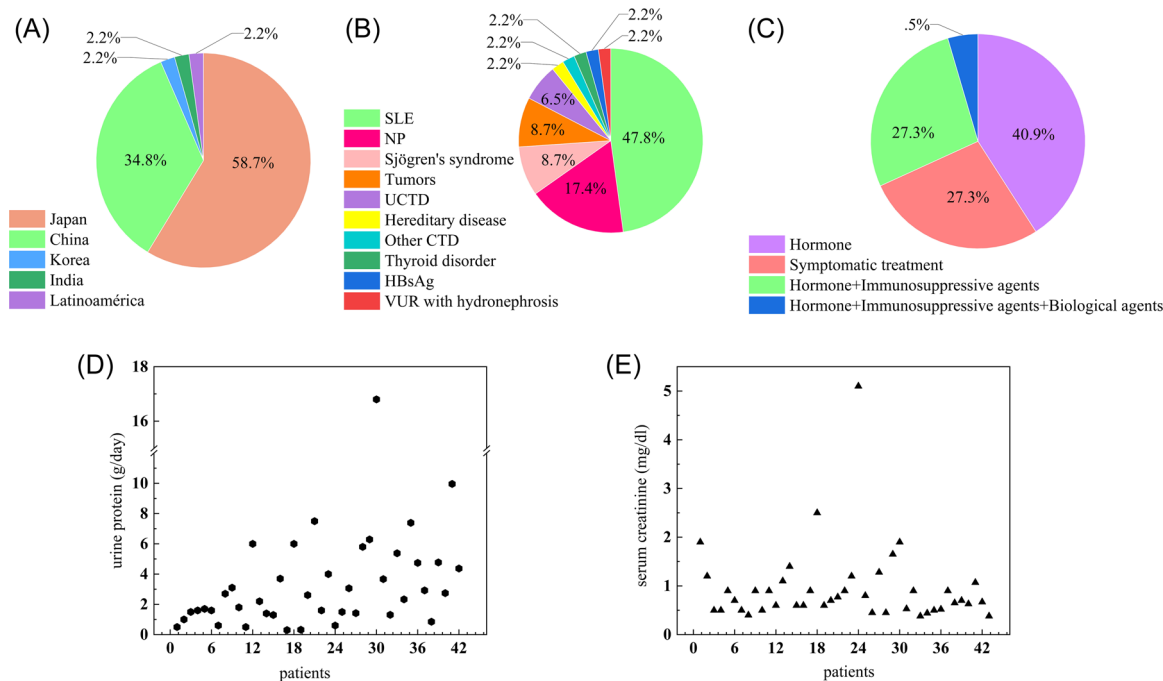 (A)
2.2%
2.2%
2.2%
34.8%
58.7%
Japan
China
Korea
India
Latinoamérica
(B)
2.2%
2.2%
2.2%
2.2%
2.2%
6.5%
8.7%
8.7%
17.4%
47.8%
SLE
NP
Sjögren's syndrome
Tumors
UCTD
Hereditary disease
Other CTD
Thyroid disorder
HBsAg
VUR with hydronephrosis
(C)
.5%
27.3%
40.9%
27.3%
Hormone
Symptomatic treatment
Hormone+Immunosuppressive agents
Hormone+Immunosuppressive agents+Biological agents
(D)
18
16
10
8
6
4
2
0
urine protein (g/day)
0 6 12 18 24 30 36 42
patients
(E)
5
4
3
2
1
0
serum creatinine (mg/dl)
0 6 12 18 24 30 36 42
patients